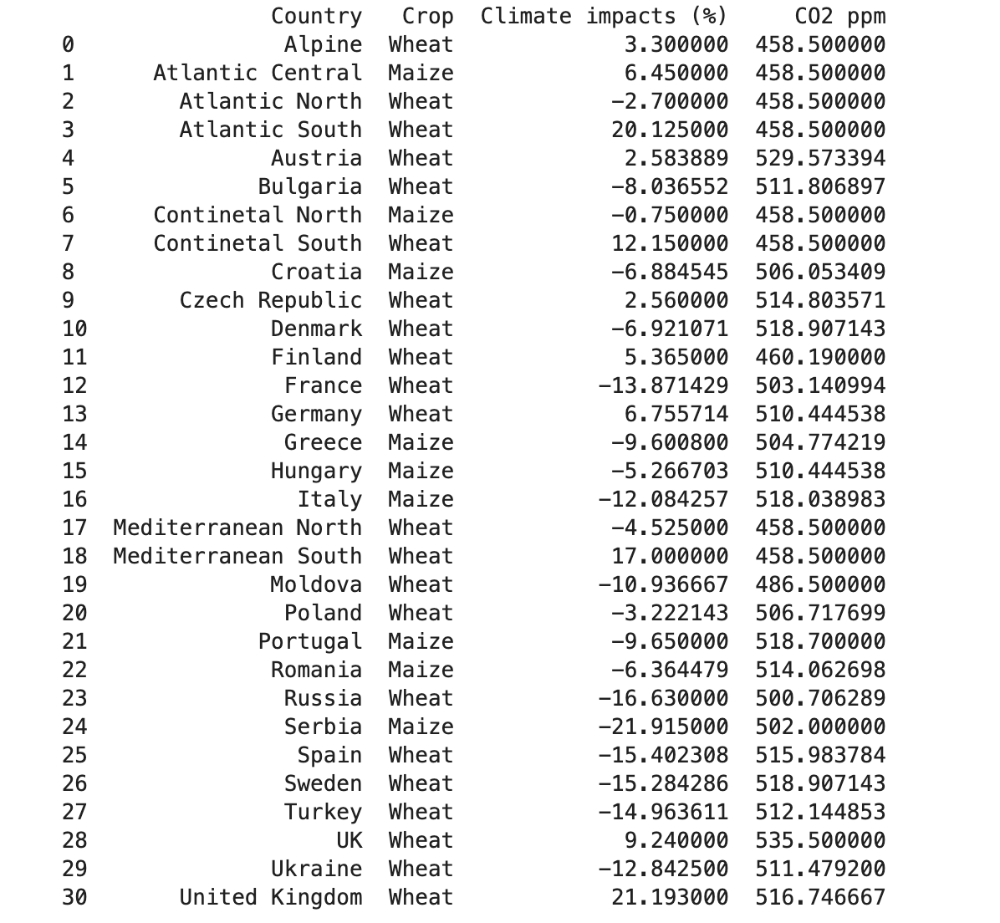 Country Crop Climate impacts (%) CO2 ppm
0 Alpine Wheat 3.300000 458.500000
1 Atlantic Central Maize 6.450000 458.500000
2 Atlantic North Wheat −2.700000 458.500000
3 Atlantic South Wheat 20.125000 458.500000
4 Austria Wheat 2.583889 529.573394
5 Bulgaria Wheat −8.036552 511.806897
6 Continetal North Maize −0.750000 458.500000
7 Continetal South Wheat 12.150000 458.500000
8 Croatia Maize −6.884545 506.053409
9 Czech Republic Wheat 2.560000 514.803571
10 Denmark Wheat −6.921071 518.907143
11 Finland Wheat 5.365000 460.190000
12 France Wheat −13.871429 503.140994
13 Germany Wheat 6.755714 510.444538
14 Greece Maize −9.600800 504.774219
15 Hungary Maize −5.266703 510.444538
16 Italy Maize −12.084257 518.038983
17 Mediterranean North Wheat −4.525000 458.500000
18 Mediterranean South Wheat 17.000000 458.500000
19 Moldova Wheat −10.936667 486.500000
20 Poland Wheat −3.222143 506.717699
21 Portugal Maize −9.650000 518.700000
22 Romania Maize −6.364479 514.062698
23 Russia Wheat −16.630000 500.706289
24 Serbia Maize −21.915000 502.000000
25 Spain Wheat −15.402308 515.983784
26 Sweden Wheat −15.284286 518.907143
27 Turkey Wheat −14.963611 512.144853
28 UK Wheat 9.240000 535.500000
29 Ukraine Wheat −12.842500 511.479200
30 United Kingdom Wheat 21.193000 516.746667